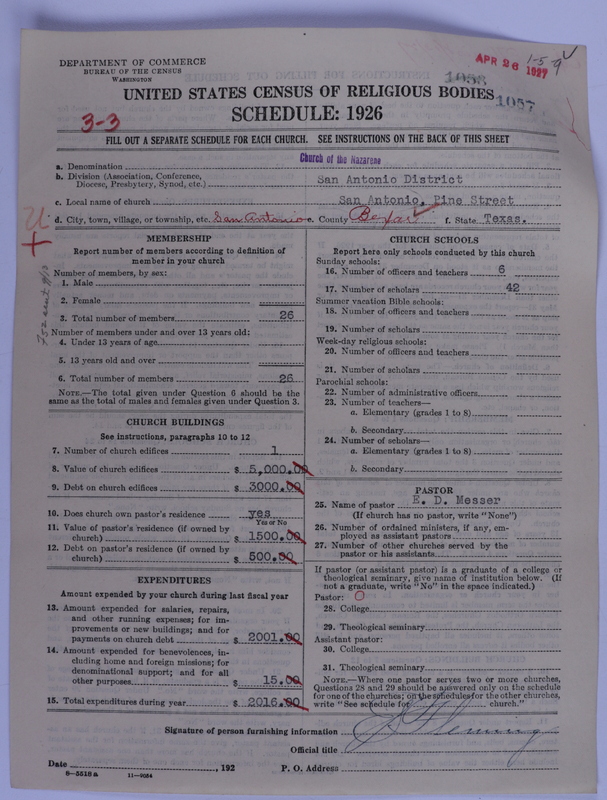 DEPARTMENT OF COMMERCE
BUREAU OF THE CENSUS
WASHINGTON
APR 26 1927
1-5-9
1058
1057
UNITED STATES CENSUS OF RELIGIOUS BODIES
SCHEDULE: 1926
3-3
FILL OUT A SEPARATE SCHEDULE FOR EACH CHURCH. SEE INSTRUCTIONS ON THE BACK OF THIS SHEET
a. Denomination Church of the Nazarene
b. Division (Association, Conference, Diocese, Presbytery, Synod, etc.) San Antonio District
c. Local name of church San Antonio, Pine Street
d. City, town, village, or township, etc. San Antonio e. County Bexar f. State Texas.
MEMBERSHIP
Report number of members according to definition of
member in your church
Number of members, by sex:
1. Male
2. Female
3. Total number of members 26
Number of members under and over 13 years old:
4. Under 13 years of age
5. 13 years old and over
6. Total number of members 26
NOTE.—The total given under Question 6 should be
same as the total of males and females given under Question 3.
CHURCH BUILDINGS
See instructions, paragraphs 10 to 12
7. Number of church edifices 1
8. Value of church edifices $ 5,000.00
9. Debt on church edifices $ 3000.00
10. Does church own pastor's residence yes
Yes or No
11. Value of pastor's residence (if owned by
church) $ 1500.00
12. Debt on pastor's residence (if owned by
church) $ 500.00
EXPENDITURES
Amount expended by your church during last fiscal year
13. Amount expended for salaries, repairs,
and other running expenses; for im-
provements or new buildings; and for
payments on church debt $ 2001.00
14. Amount expended for benevolences, in-
cluding home and foreign missions; for
denominational support; and for all
other purposes $ 15.00
15. Total expenditures during year $ 2016.00
CHURCH SCHOOLS
Report here only schools conducted by this church
Sunday schools:
16. Number of officers and teachers 6
17. Number of scholars 42
Summer vacation Bible schools:
18. Number of officers and teachers
19. Number of scholars
Week-day religious schools:
20. Number of officers and teachers
21. Number of scholars
Parochial schools:
22. Number of administrative officers
23. Number of teachers—
a. Elementary (grades 1 to 8)
b. Secondary
24. Number of scholars—
a. Elementary (grades 1 to 8)
b. Secondary
PASTOR
25. Name of pastor E. D. Messer
(If church has no pastor, write "None")
26. Number of ordained ministers, if any, em-
ployed as assistant pastors
27. Number of other churches served by the
pastor or his assistants
If pastor (or assistant pastor) is a graduate of a college or
theological seminary, give name of institution below. (If
not a graduate, write "No" in the space indicated.)
Pastor: O
28. College
29. Theological seminary
Assistant pastor:
30. College
31. Theological seminary
NOTE.—Where one pastor serves two or more churches,
Questions 28 and 29 should be answered only on the schedule
for one of the churches; on the schedules for the other churches,
write "See schedule for church."
Signature of person furnishing information Fleming
Official title
Date , 192 P. O. Address
8-5518a 11-9034